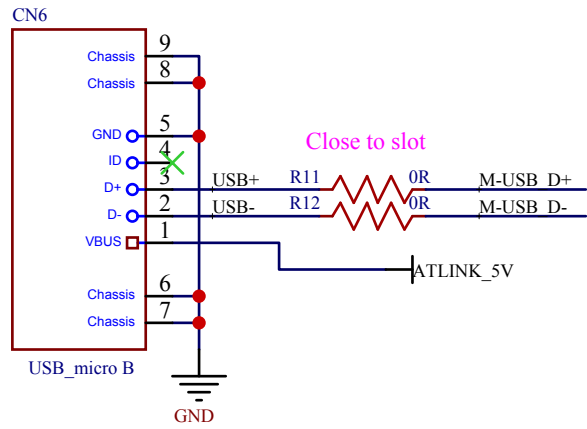 CN6
Chassis 9
Chassis 8
GND 5
ID 4
D+ 3
D- 2
VBUS 1
Chassis 6
Chassis 7
USB_micro B
GND
Close to slot
USB+ R11 0R M-USB_D+
USB- R12 0R M-USB_D-
ATLINK_5V